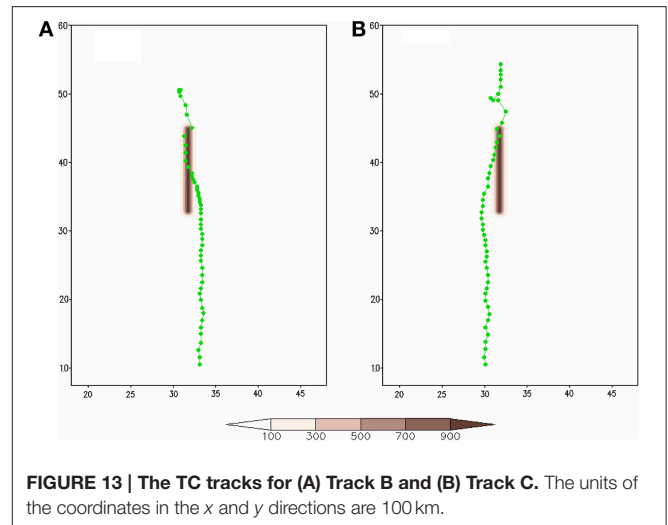 A
B
60
50
40
30
20
10
20 25 30 35 40 45
60
50
40
30
20
10
20 25 30 35 40 45
100 300 500 700 900
FIGURE 13 | The TC tracks for (A) Track B and (B) Track C. The units of
the coordinates in the x and y directions are 100 km.